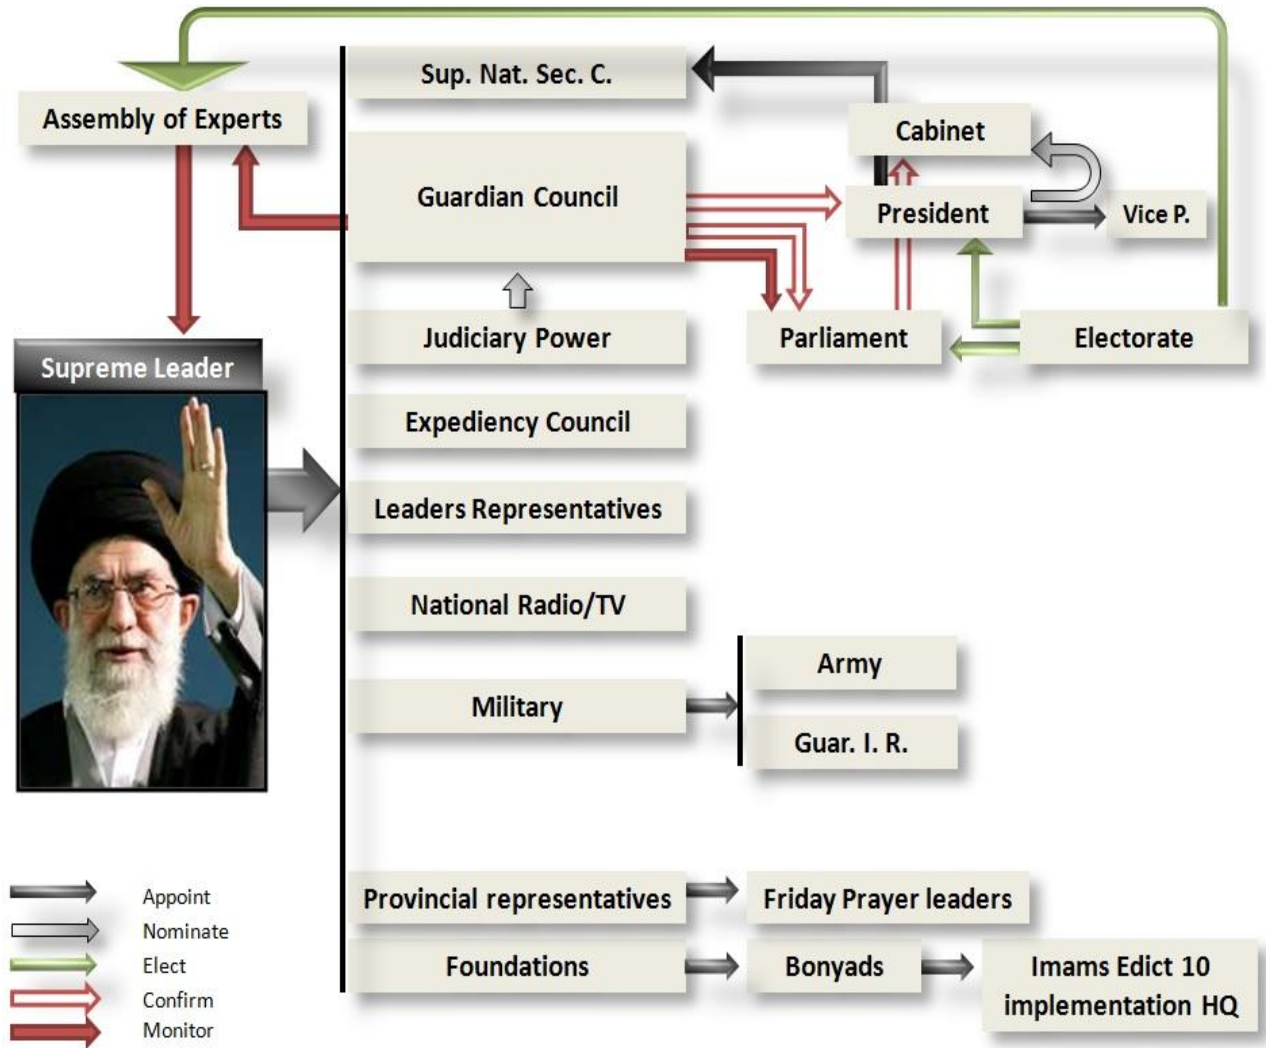 Sup. Nat. Sec. C.
Assembly of Experts
Cabinet
Guardian Council
President
Vice P.
Judiciary Power
Parliament
Electorate
Supreme Leader
Expediency Council
Leaders Representatives
National Radio/TV
Army
Military
Guar. I. R.
Provincial representatives
Friday Prayer leaders
Foundations
Bonyads
Imams Edict 10
implementation HQ
Appoint
Nominate
Elect
Confirm
Monitor